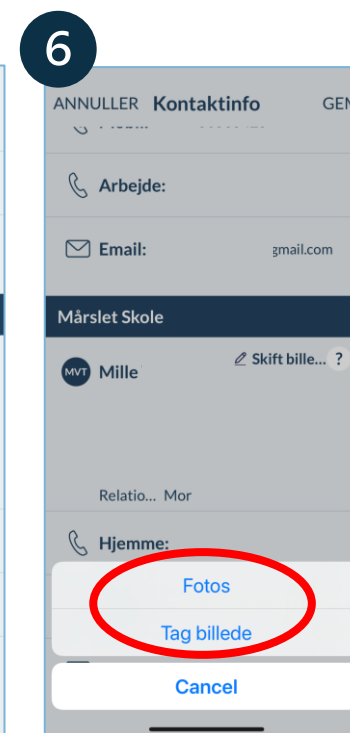 6
ANNULLER Kontaktinfo GEM
Arbejde:
Email: gmail.com
Mårslet Skole
MVT Mille Skift bille... ?
Relatio... Mor
Hjemme:
Fotos
Tag billede
Cancel